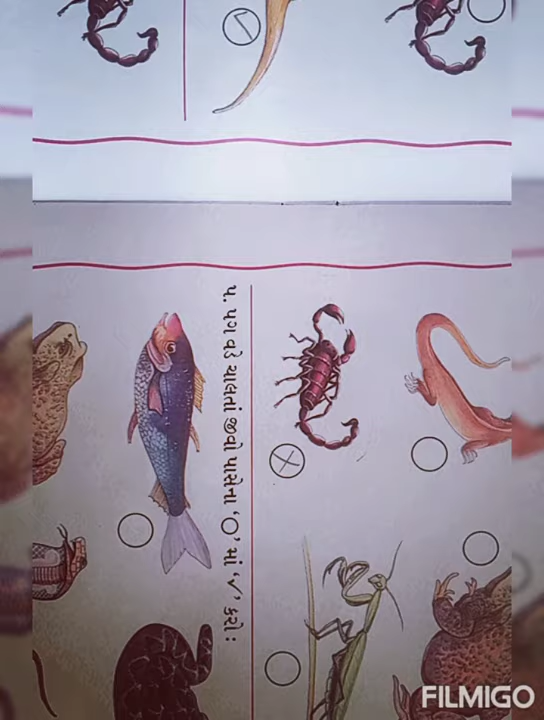 ૫. પગ વડે ચાલતાં જીવો પાસેના ‘○’ માં ‘✓’ કરો :
FILMIGO